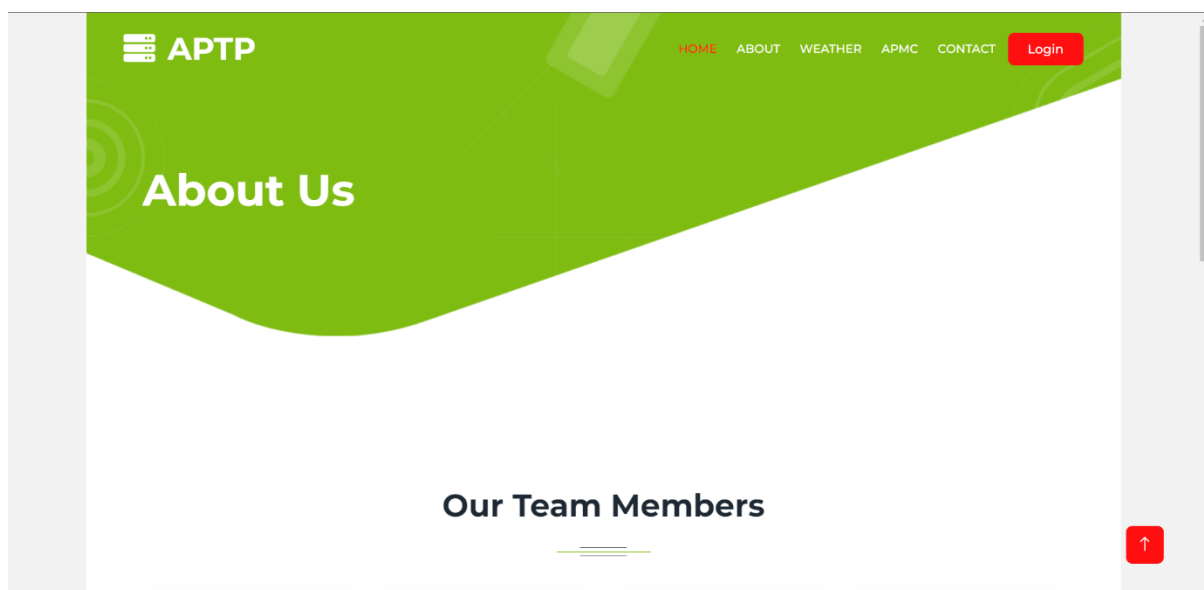 APTP
HOME ABOUT WEATHER APMC CONTACT Login
About Us
Our Team Members